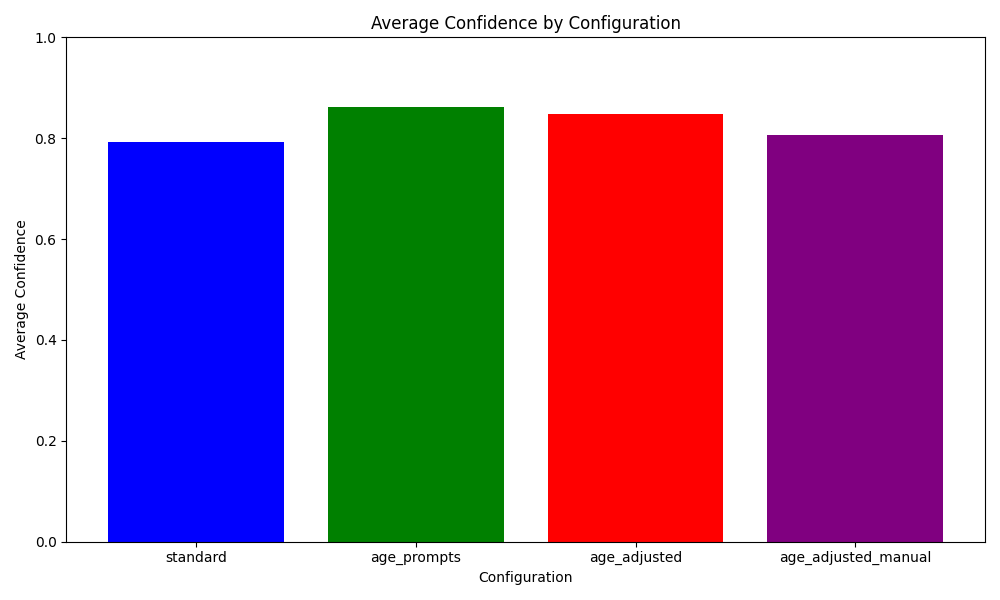 Average Confidence by Configuration
1.0
0.8
0.6
0.4
0.2
0.0
Average Confidence
standard
age_prompts
age_adjusted
age_adjusted_manual
Configuration